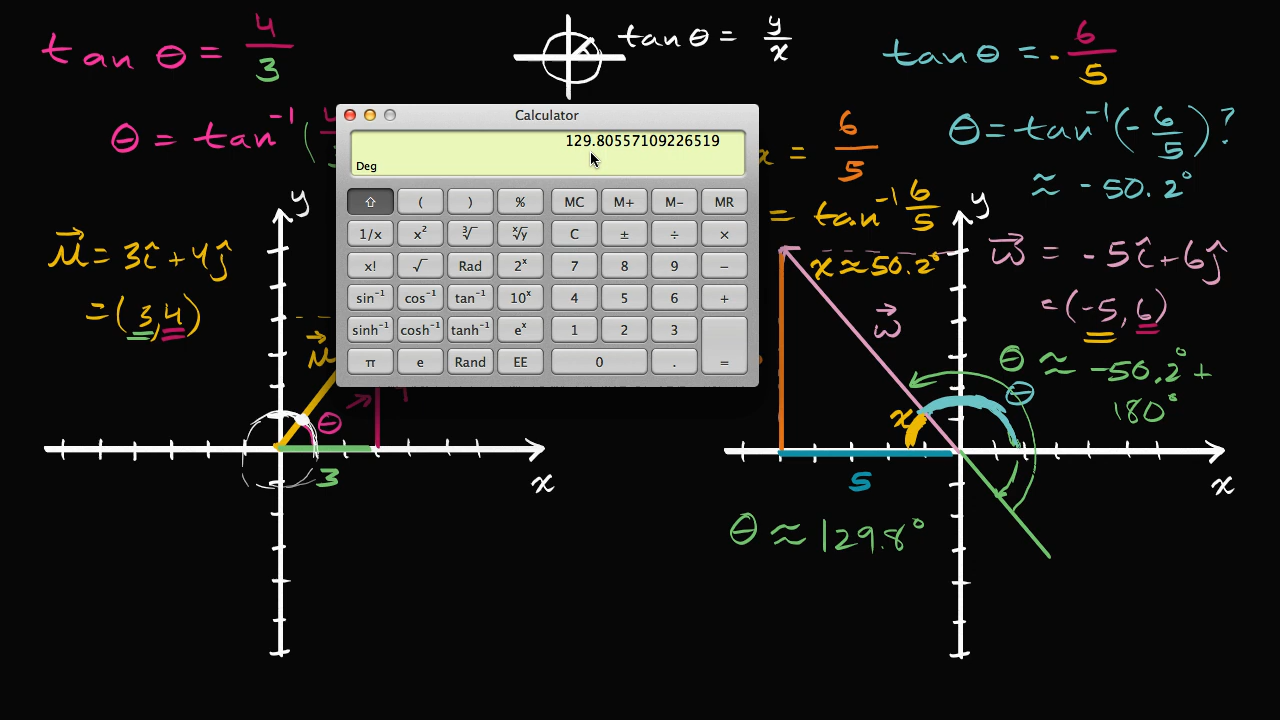 tan θ = 4/3
tan θ = y/x
tan θ = - 6/5
θ = tan⁻¹(
θ = tan⁻¹(- 6/5)?
≈ -50.2°
Calculator
129.80557109226519
Deg
( ) % MC M+ M− MR
1/x x² ∛ ˣ√y C ± ÷ ×
x! √ Rad 2ˣ 7 8 9 −
sin⁻¹ cos⁻¹ tan⁻¹ 10ˣ 4 5 6 +
sinh⁻¹ cosh⁻¹ tanh⁻¹ eˣ 1 2 3
π e Rand EE 0 . =
x = 6/5
= tan⁻¹ 6/5
x ≈ 50.2°
y
u = 3î + 4ĵ
= (3,4)
u
θ
3
x
y
w = -5î + 6ĵ
= (-5, 6)
w
θ ≈ -50.2° +
180°
θ
x
5
x
θ ≈ 129.8°